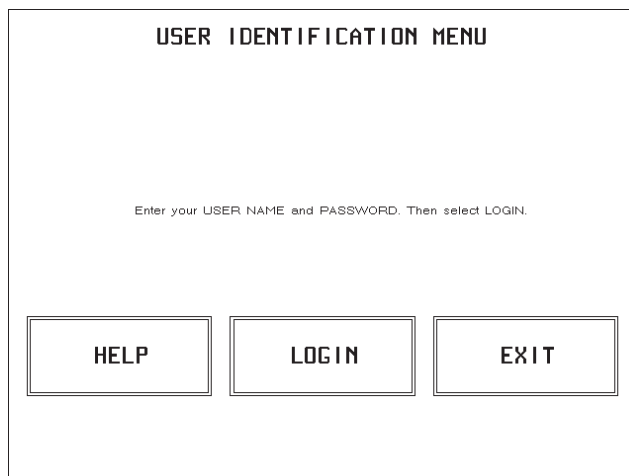 USER IDENTIFICATION MENU
Enter your USER NAME and PASSWORD. Then select LOGIN.
HELP
LOGIN
EXIT